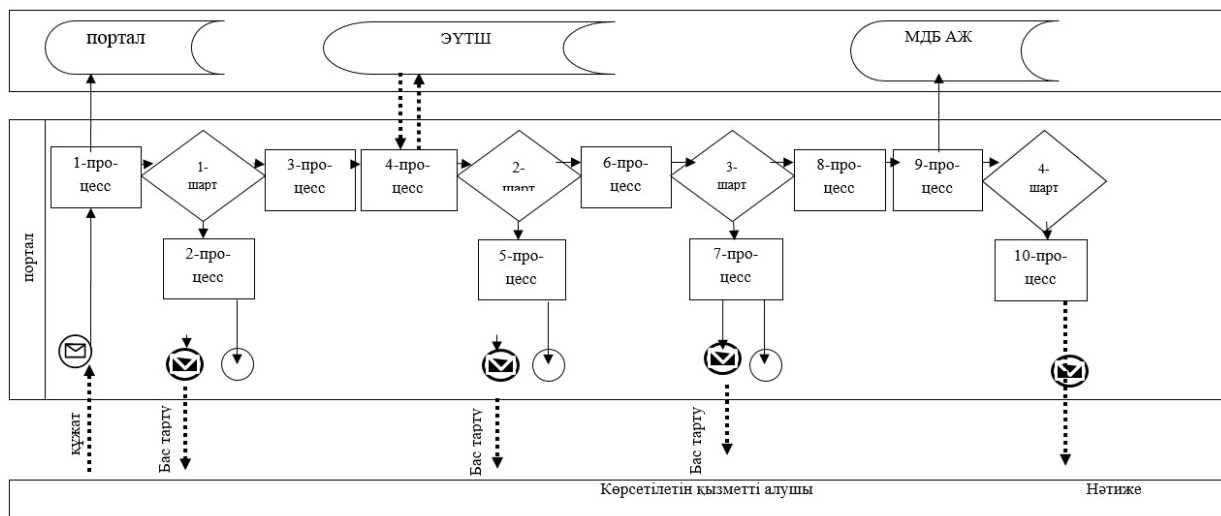 портал
ЭҮТШ
МДБ АЖ
портал
1-про-
цесс
1-
шарт
3-про-
цесс
4-про-
цесс
2-
шарт
6-про-
цесс
3-
шарт
8-про-
цесс
9-про-
цесс
4-
шарт
2-про-
цесс
5-про-
цесс
7-про-
цесс
10-про-
цесс
құжат
Бас тарту
Бас тарту
Бас тарту
Көрсетілетін қызметті алушы
Нәтиже